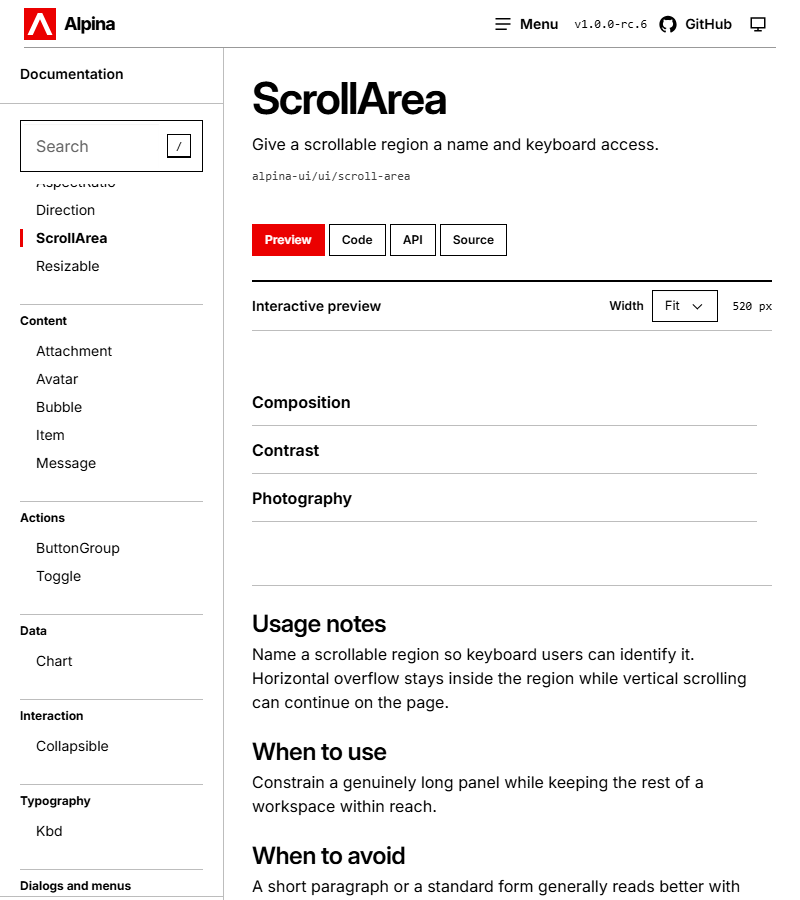 Alpina
Menu
v1.0.0-rc.6
GitHub
Documentation
Search
/
AspectRatio
Direction
ScrollArea
Resizable
Content
Attachment
Avatar
Bubble
Item
Message
Actions
ButtonGroup
Toggle
Data
Chart
Interaction
Collapsible
Typography
Kbd
Dialogs and menus
ScrollArea
Give a scrollable region a name and keyboard access.
alpina-ui/ui/scroll-area
Preview
Code
API
Source
Interactive preview
Width
Fit
520 px
Composition
Contrast
Photography
Usage notes
Name a scrollable region so keyboard users can identify it.
Horizontal overflow stays inside the region while vertical scrolling
can continue on the page.
When to use
Constrain a genuinely long panel while keeping the rest of a
workspace within reach.
When to avoid
A short paragraph or a standard form generally reads better with